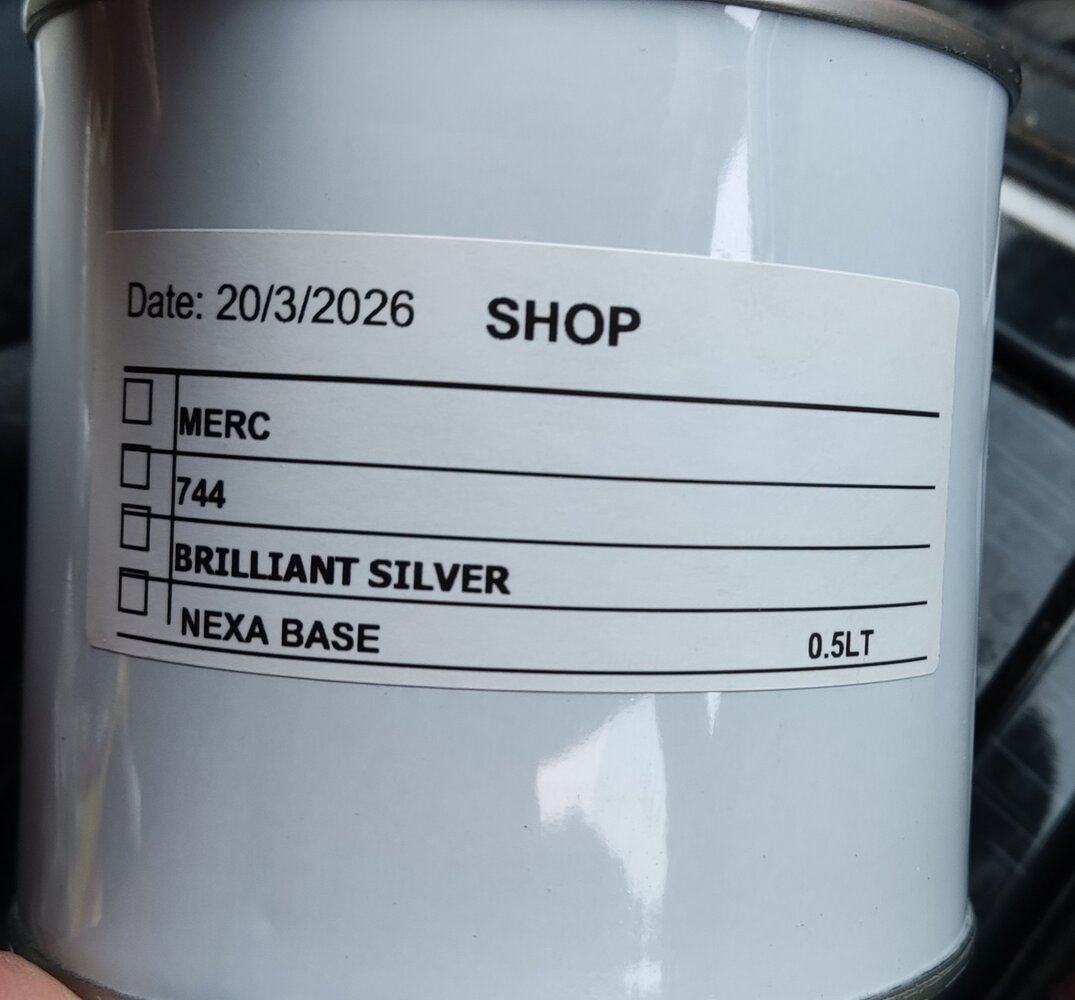 Date: 20/3/2026 SHOP
MERC
744
BRILLIANT SILVER
NEXA BASE 0.5LT